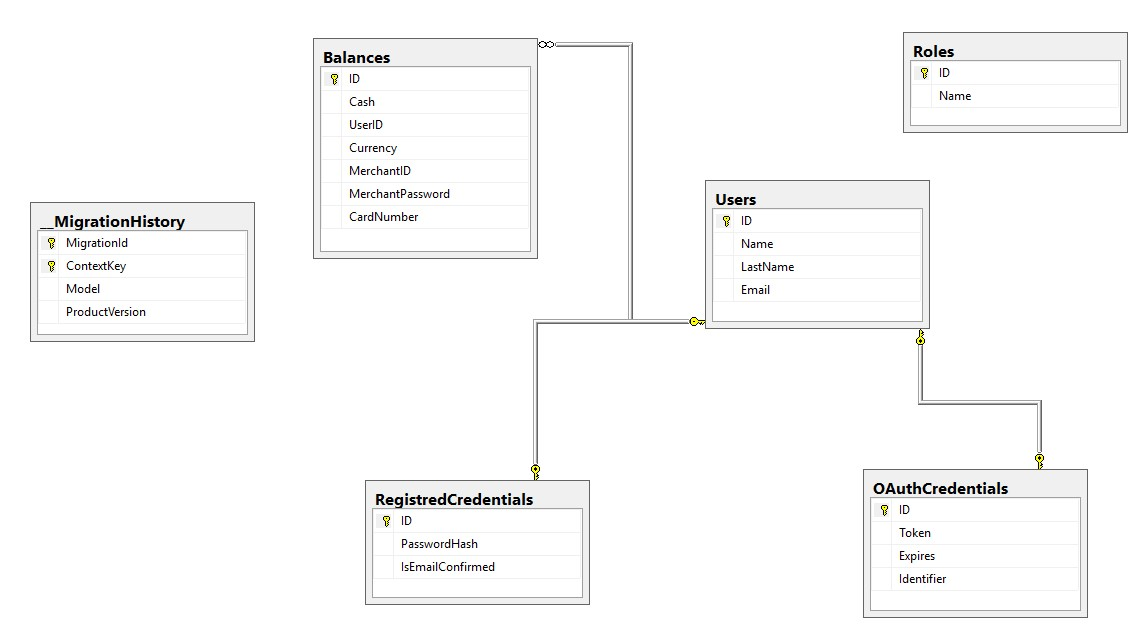 Balances
ID
Cash
UserID
Currency
MerchantID
MerchantPassword
CardNumber
Roles
ID
Name
__MigrationHistory
MigrationId
ContextKey
Model
ProductVersion
Users
ID
Name
LastName
Email
RegistredCredentials
ID
PasswordHash
IsEmailConfirmed
OAuthCredentials
ID
Token
Expires
Identifier